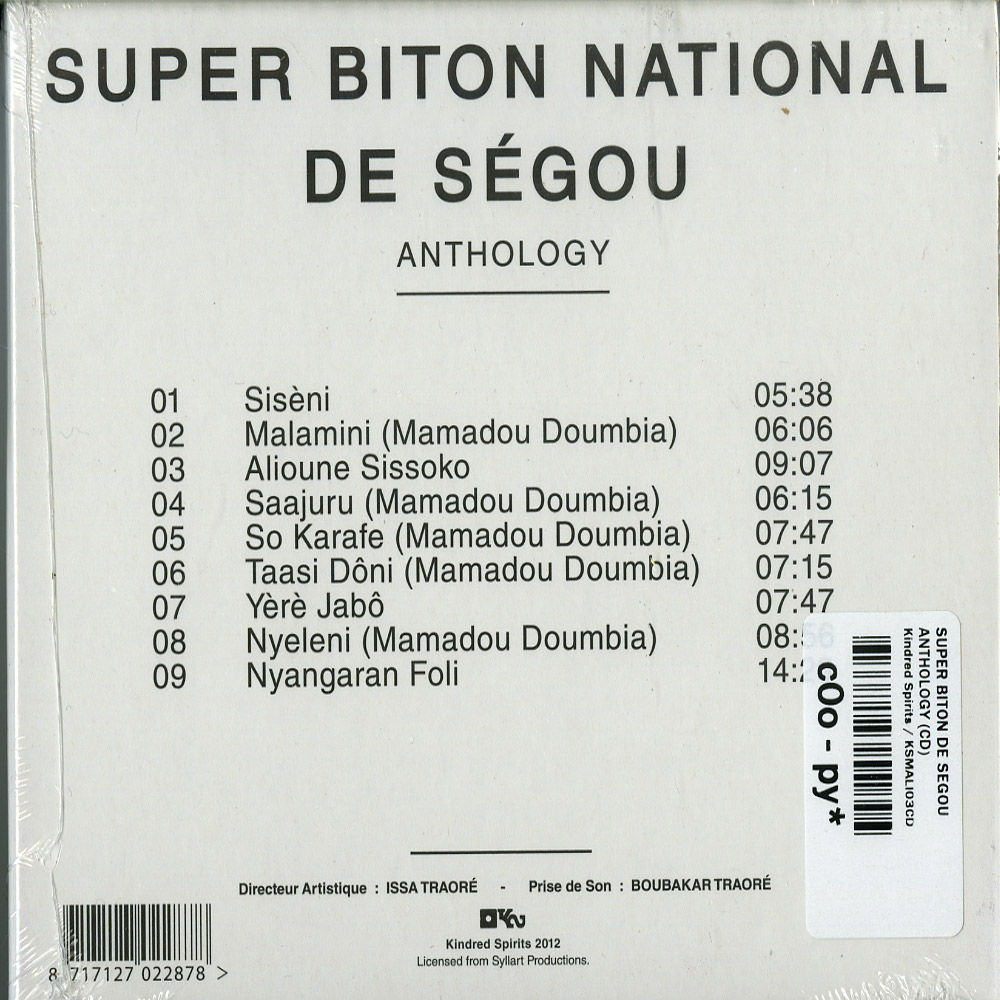 SUPER BITON NATIONAL
DE SÉGOU
ANTHOLOGY
01 Sisèni 05:38
02 Malamini (Mamadou Doumbia) 06:06
03 Alioune Sissoko 09:07
04 Saajuru (Mamadou Doumbia) 06:15
05 So Karafe (Mamadou Doumbia) 07:47
06 Taasi Dôni (Mamadou Doumbia) 07:15
07 Yèrè Jabô 07:47
08 Nyeleni (Mamadou Doumbia) 08:56
09 Nyangaran Foli
SUPER BITON DE SEGOU
ANTHOLOGY (CD)
Kindred Spirits / KSMALI03CD
cOo - py*
Directeur Artistique : ISSA TRAORÉ - Prise de Son : BOUBAKAR TRAORÉ
Kindred Spirits 2012
Licensed from Syllart Productions.
8 717127 022878 >